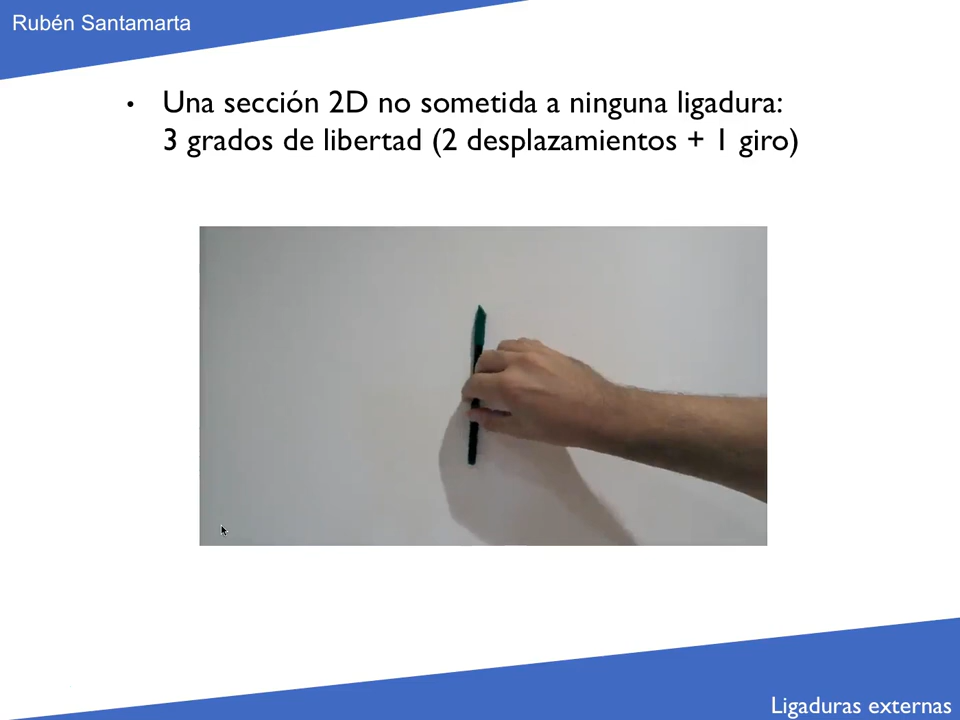 Rubén Santamarta
• Una sección 2D no sometida a ninguna ligadura:
3 grados de libertad (2 desplazamientos + 1 giro)
Ligaduras externas